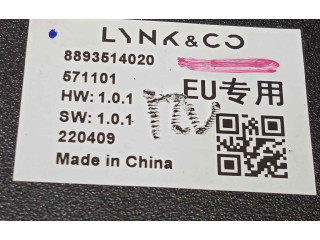 LYNK & CO
8893514020
571101
HW: 1.0.1
EU专用
SW: 1.0.1
220409
Made in China